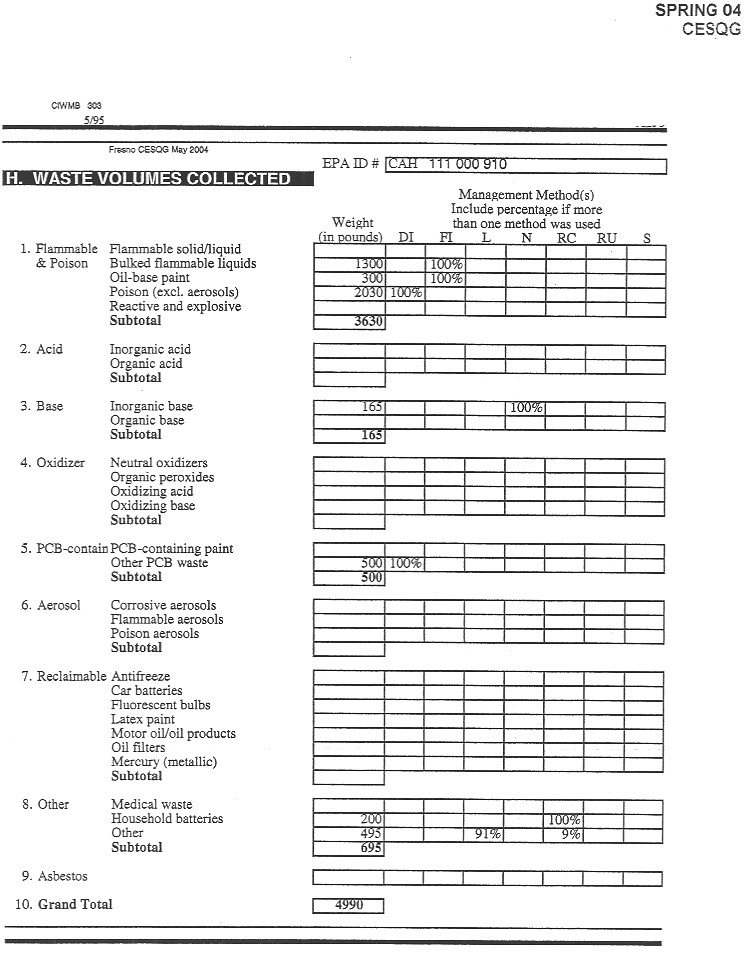 SPRING 04
CESQG
CIWMB 303
5/95
Fresno CESQG May 2004
EPA ID # CAH 111 000 910
H. WASTE VOLUMES COLLECTED
Management Method(s)
Include percentage if more
than one method was used
Weight
(in pounds) DI FI L N RC RU S
1. Flammable Flammable solid/liquid
& Poison Bulked flammable liquids 1300 100%
Oil-base paint 300 100%
Poison (excl. aerosols) 2030 100%
Reactive and explosive
Subtotal 3630
2. Acid Inorganic acid
Organic acid
Subtotal
3. Base Inorganic base 165 100%
Organic base
Subtotal 165
4. Oxidizer Neutral oxidizers
Organic peroxides
Oxidizing acid
Oxidizing base
Subtotal
5. PCB-contain PCB-containing paint
Other PCB waste 500 100%
Subtotal 500
6. Aerosol Corrosive aerosols
Flammable aerosols
Poison aerosols
Subtotal
7. Reclaimable Antifreeze
Car batteries
Fluorescent bulbs
Latex paint
Motor oil/oil products
Oil filters
Mercury (metallic)
Subtotal
8. Other Medical waste
Household batteries 200 100%
Other 495 91% 9%
Subtotal 695
9. Asbestos
10. Grand Total 4990